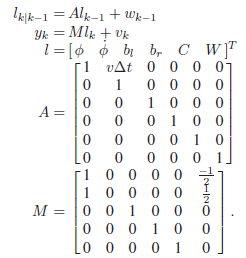 l_{k|k−1} = Al_{k−1} + w_{k−1}
y_k = Ml_k + v_k
l = [ϕ ϕ̇ b_l b_r C W]^T
A = [1 vΔt 0 0 0 0
0 1 0 0 0 0
0 0 1 0 0 0
0 0 0 1 0 0
0 0 0 0 1 0
0 0 0 0 0 1]
M = [1 0 0 0 0 −1/2
1 0 0 0 0 1/2
0 0 1 0 0 0
0 0 0 1 0 0
0 0 0 0 1 0].